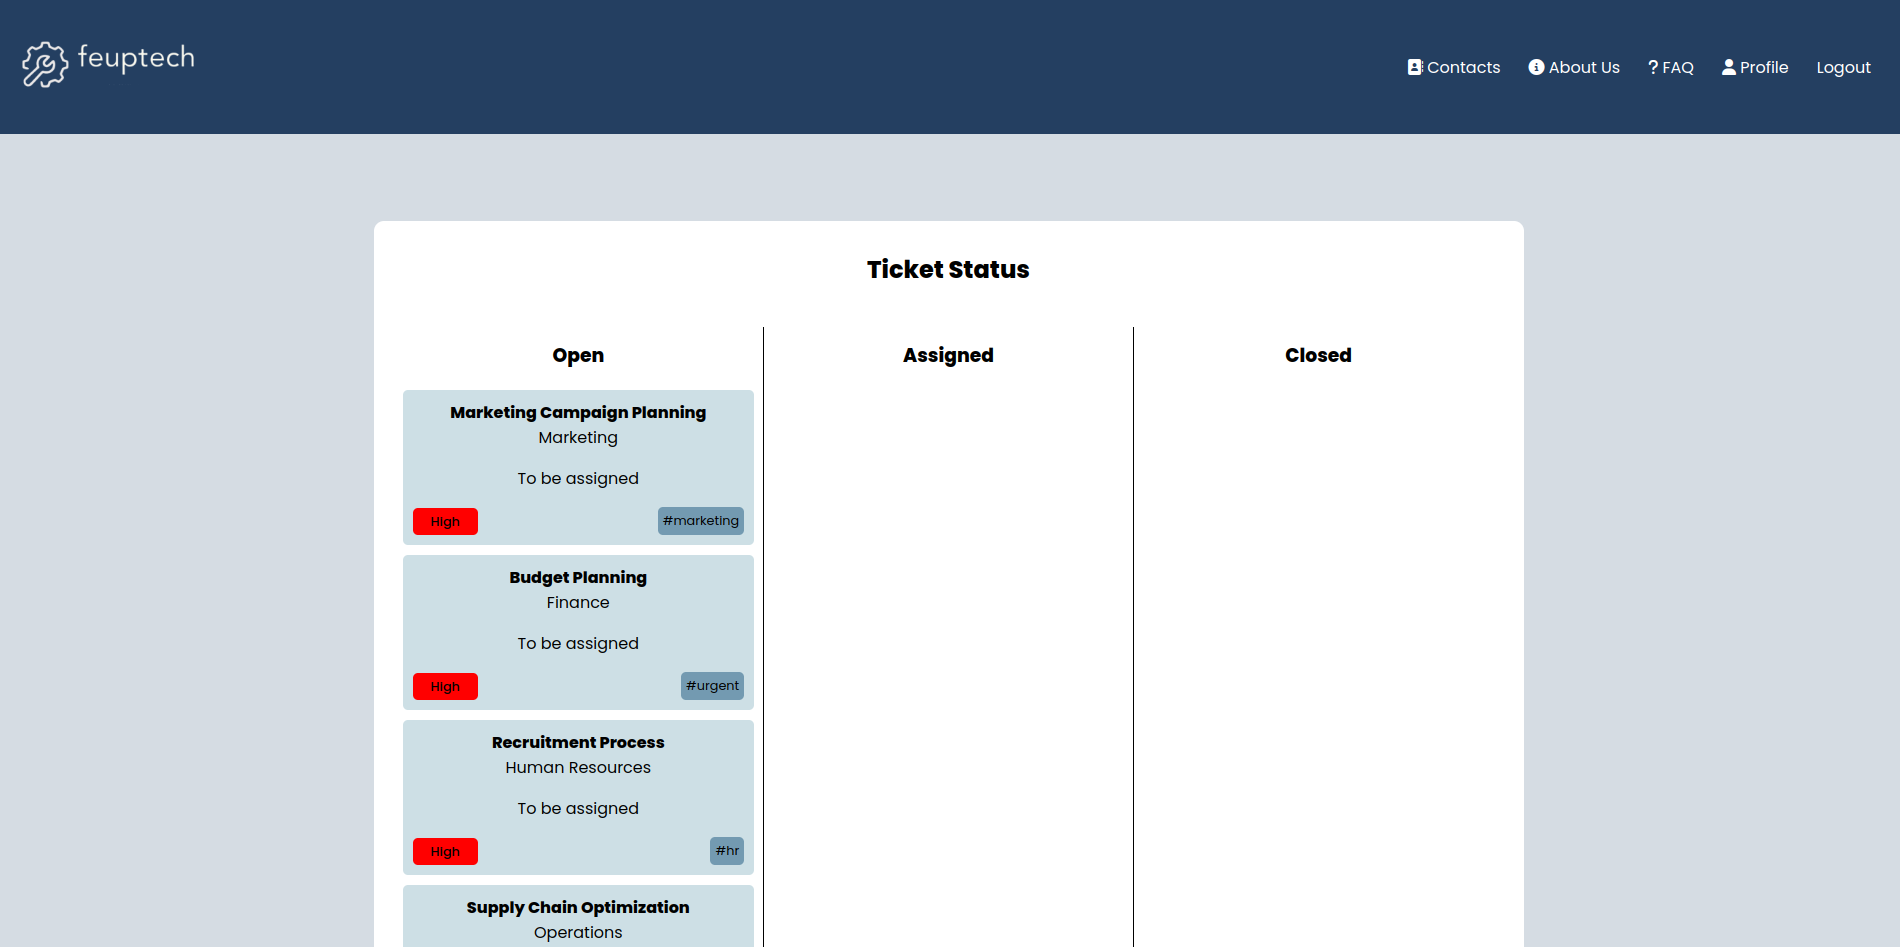 feuptech
Contacts
About Us
? FAQ
Profile
Logout
Ticket Status
Open
Assigned
Closed
Marketing Campaign Planning
Marketing
To be assigned
High
#marketing
Budget Planning
Finance
To be assigned
High
#urgent
Recruitment Process
Human Resources
To be assigned
High
#hr
Supply Chain Optimization
Operations